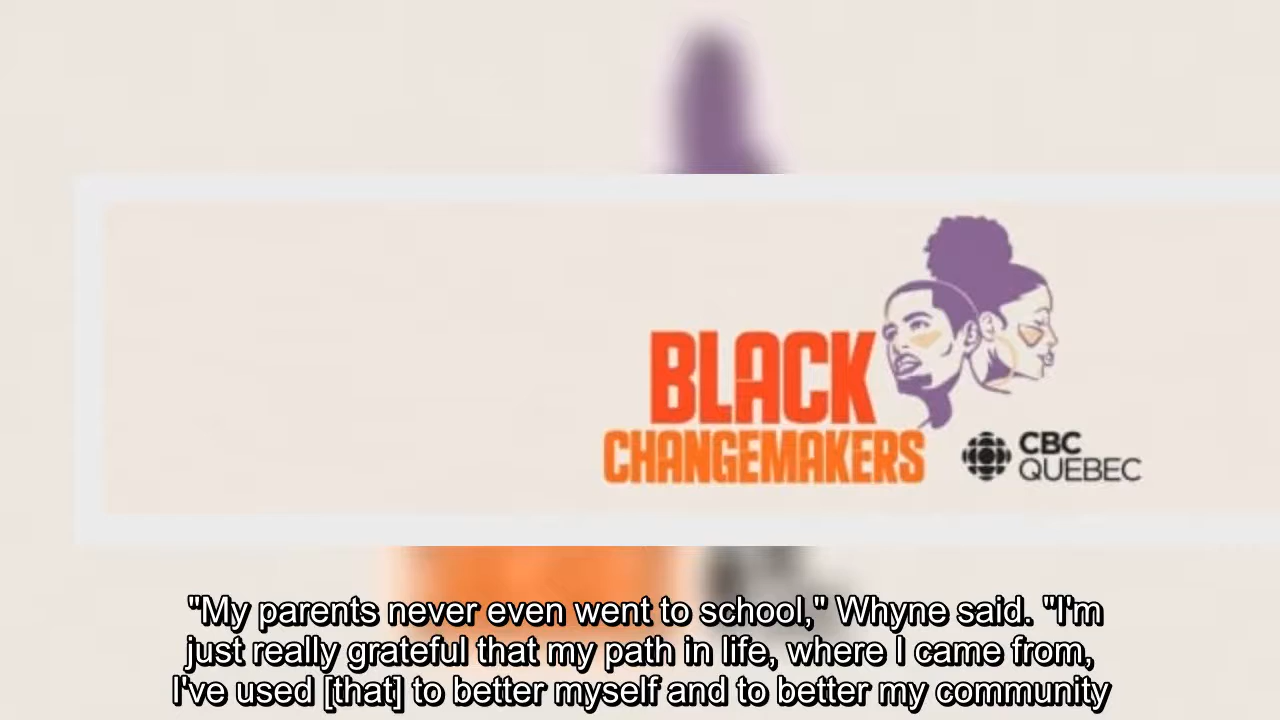 BLACK
CHANGEMAKERS
CBC
QUEBEC
"My parents never even went to school," Whyne said. "I'm
just really grateful that my path in life, where I came from,
I've used [that] to better myself and to better my community